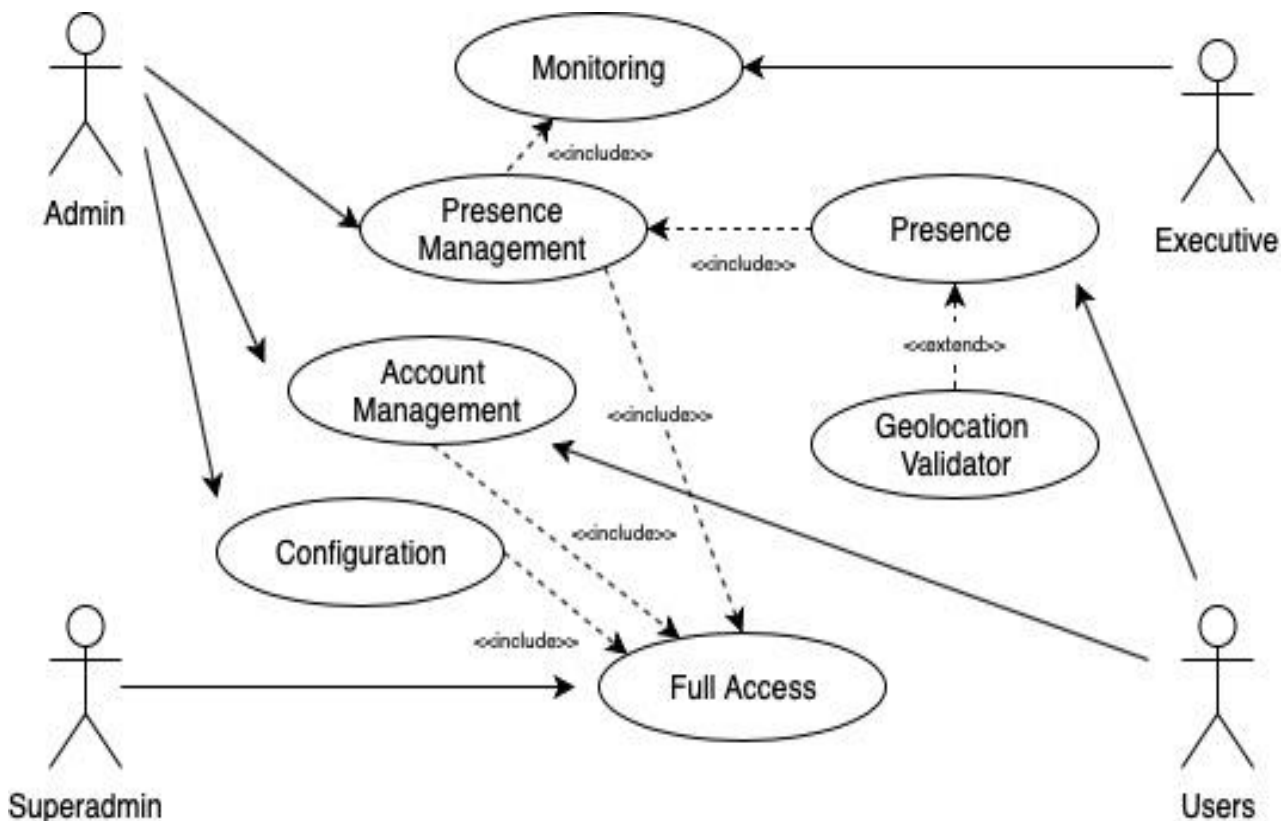 Monitoring
<<include>>
Admin
Presence
Management
Presence
Executive
<<include>>
<<extend>>
Account
Management
<<include>>
Geolocation
Validator
<<include>>
Configuration
<<include>>
Full Access
Superadmin
Users